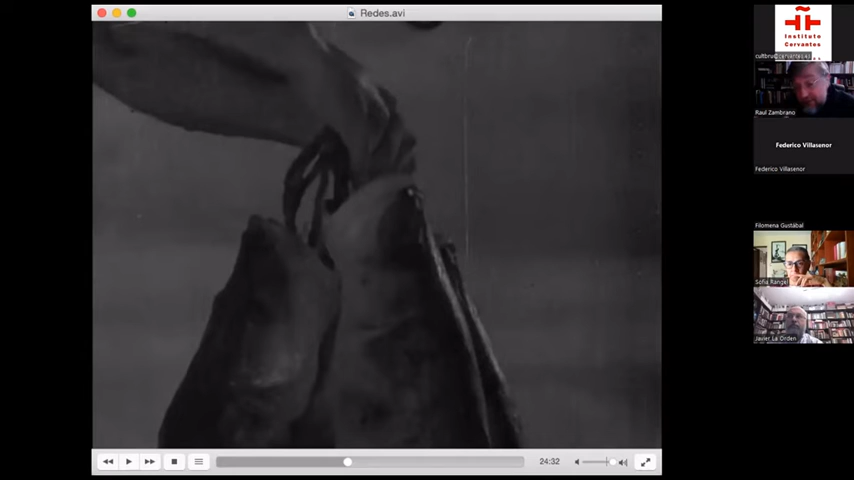 Redes.avi
24:32
Instituto
Cervantes
Raul Zambrano
Federico Villasenor
Federico Villasenor
Filomena Gustábal
Sofia Rangel
Javier La Orden